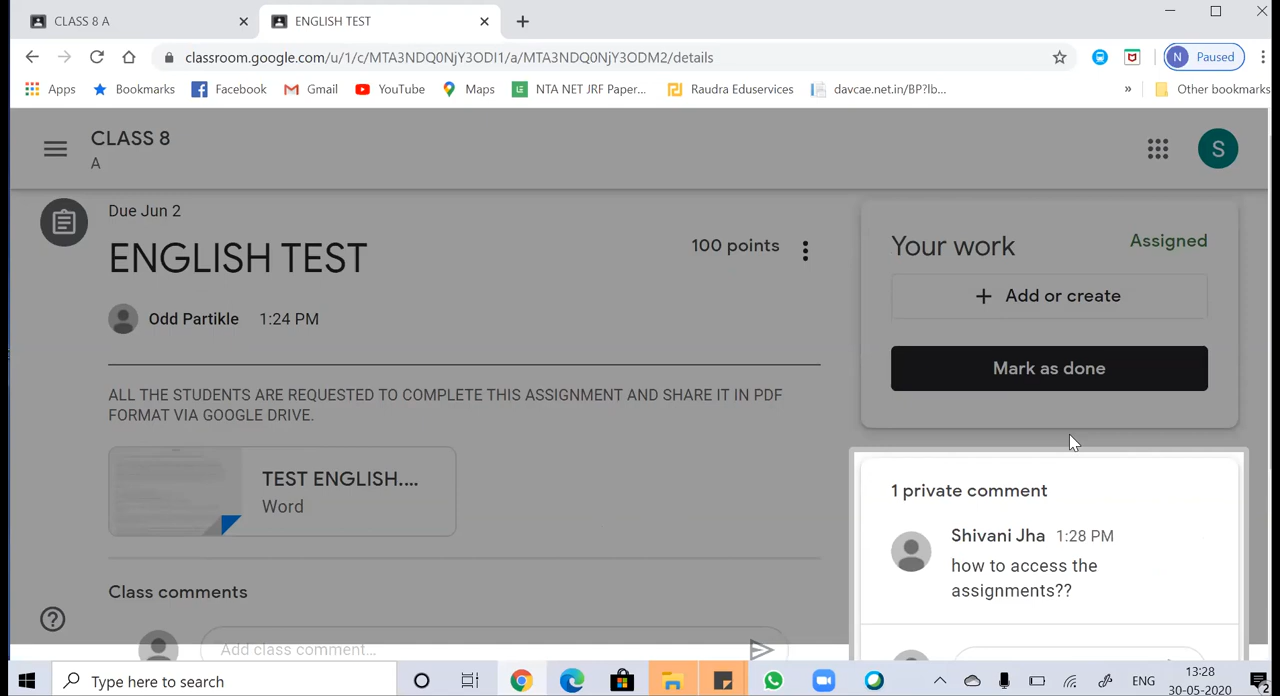 CLASS 8 A
ENGLISH TEST
classroom.google.com/u/1/c/MTA3NDQ0NjY3ODI1/a/MTA3NDQ0NjY3ODM2/details
N Paused
Apps Bookmarks Facebook Gmail YouTube Maps NTA NET JRF Paper... Raudra Eduservices davcae.net.in/BP?lb... » Other bookmarks
CLASS 8
A
S
Due Jun 2
ENGLISH TEST
100 points
Odd Partikle 1:24 PM
ALL THE STUDENTS ARE REQUESTED TO COMPLETE THIS ASSIGNMENT AND SHARE IT IN PDF
FORMAT VIA GOOGLE DRIVE.
TEST ENGLISH....
Word
Class comments
Add class comment...
Your work
Assigned
+ Add or create
Mark as done
1 private comment
Shivani Jha 1:28 PM
how to access the
assignments??
Type here to search
ENG
13:28
30-05-2020
2